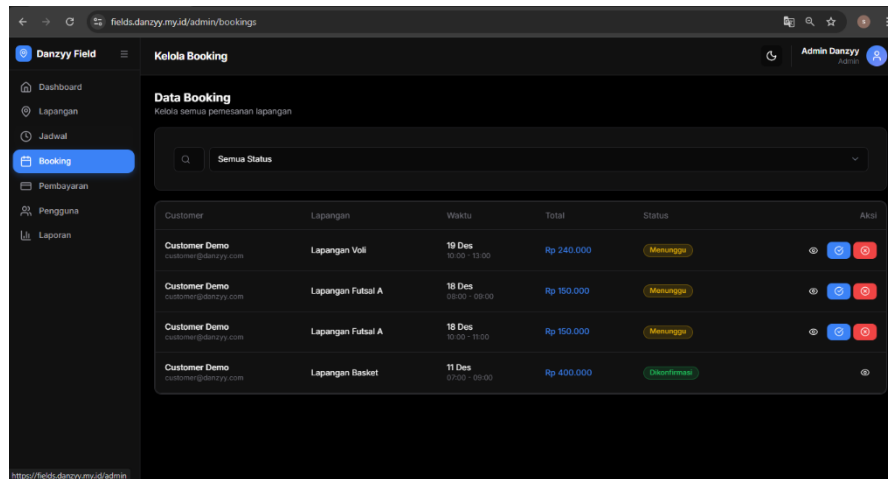 fields.danzyy.my.id/admin/bookings
Danzyy Field
Kelola Booking
Admin Danzyy
Admin
Dashboard
Lapangan
Jadwal
Booking
Pembayaran
Pengguna
Laporan
Data Booking
Kelola semua pemesanan lapangan
Semua Status
Customer Lapangan Waktu Total Status Aksi
Customer Demo Lapangan Voli 19 Des Rp 240.000 Menunggu
customer@danzyy.com 10:00 - 13:00
Customer Demo Lapangan Futsal A 18 Des Rp 150.000 Menunggu
customer@danzyy.com 08:00 - 09:00
Customer Demo Lapangan Futsal A 18 Des Rp 150.000 Menunggu
customer@danzyy.com 10:00 - 11:00
Customer Demo Lapangan Basket 11 Des Rp 400.000 Dikonfirmasi
customer@danzyy.com 07:00 - 09:00
https://fields.danzyy.my.id/admin